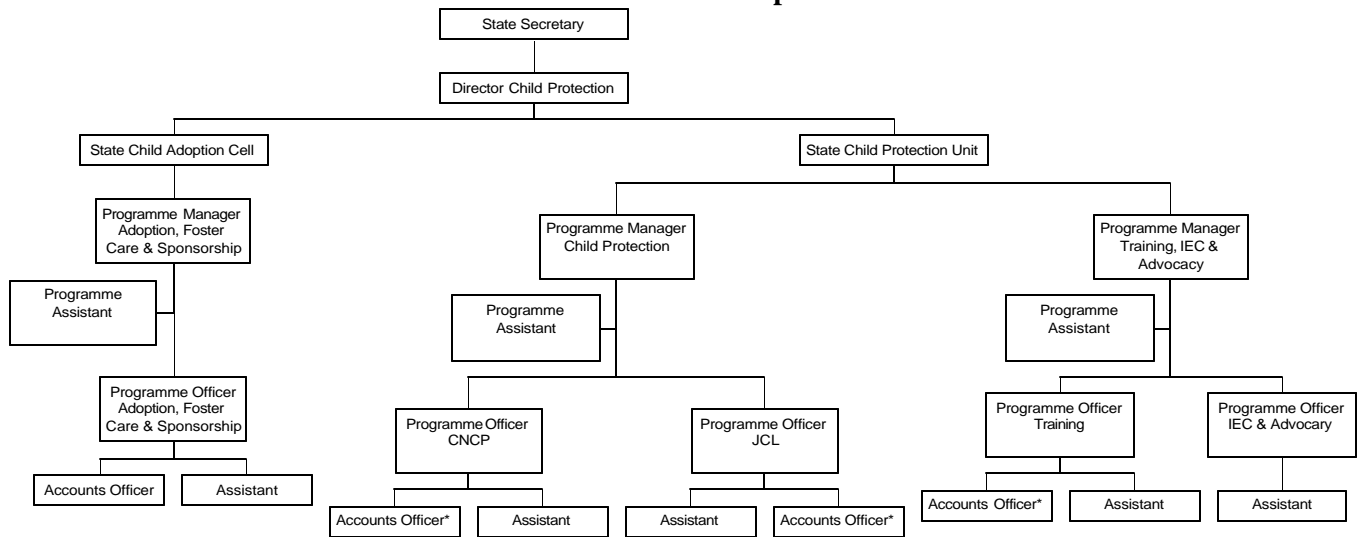 State Secretary
Director Child Protection
State Child Adoption Cell
State Child Protection Unit
Programme Manager
Adoption, Foster
Care & Sponsorship
Programme Manager
Child Protection
Programme Manager
Training, IEC &
Advocacy
Programme
Assistant
Programme
Assistant
Programme
Assistant
Programme Officer
Adoption, Foster
Care & Sponsorship
Programme Officer
CNCP
Programme Officer
JCL
Programme Officer
Training
Programme Officer
IEC & Advocary
Accounts Officer
Assistant
Accounts Officer*
Assistant
Assistant
Accounts Officer*
Accounts Officer*
Assistant
Assistant